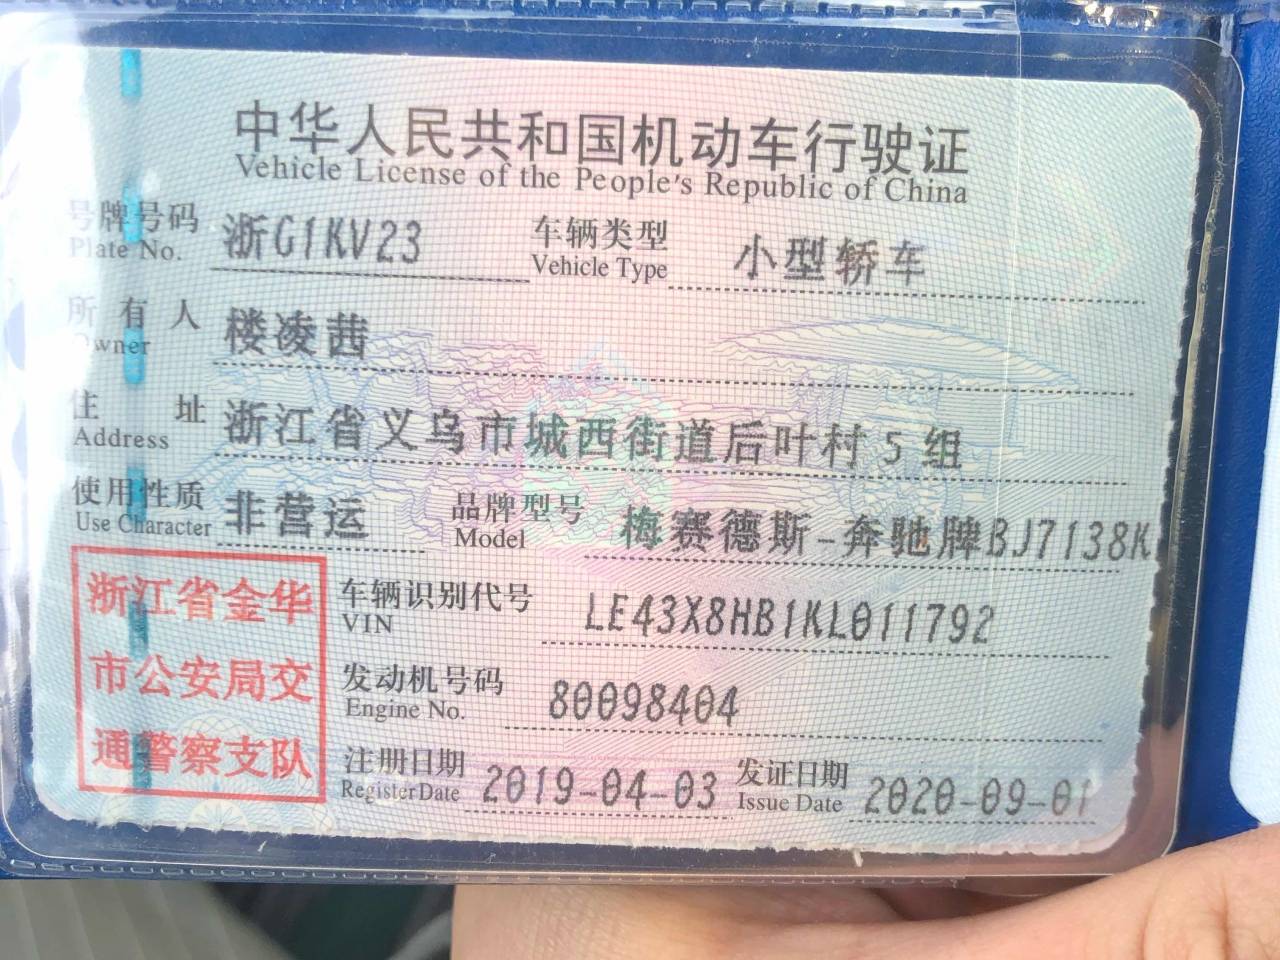 中华人民共和国机动车行驶证
Vehicle License of the People's Republic of China
号牌号码 浙G1KV23 车辆类型 小型轿车
Plate No. Vehicle Type
所有人 楼凌茜
Owner
住址 浙江省义乌市城西街道后叶村5组
Address
使用性质 非营运 品牌型号 梅赛德斯-奔驰牌BJ7138K
Use Character Model
浙江省金华
市公安局交
通警察支队
车辆识别代号 LE43X8HB1KL011792
VIN
发动机号码 80098404
Engine No.
注册日期 2019-04-03 发证日期 2020-09-01
Register Date Issue Date